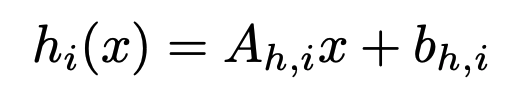 h_i(x) = A_{h,i}x + b_{h,i}